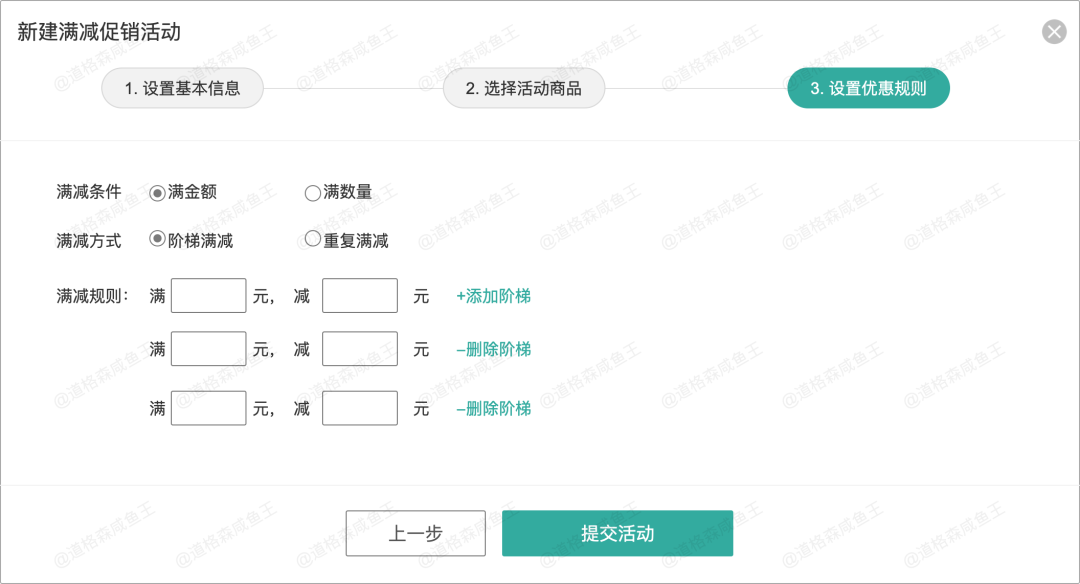 新建满减促销活动
1. 设置基本信息 2. 选择活动商品 3. 设置优惠规则
满减条件 满金额 满数量
满减方式 阶梯满减 重复满减
满减规则： 满 元， 减 元 +添加阶梯
满 元， 减 元 –删除阶梯
满 元， 减 元 –删除阶梯
上一步 提交活动
@道格森咸鱼王